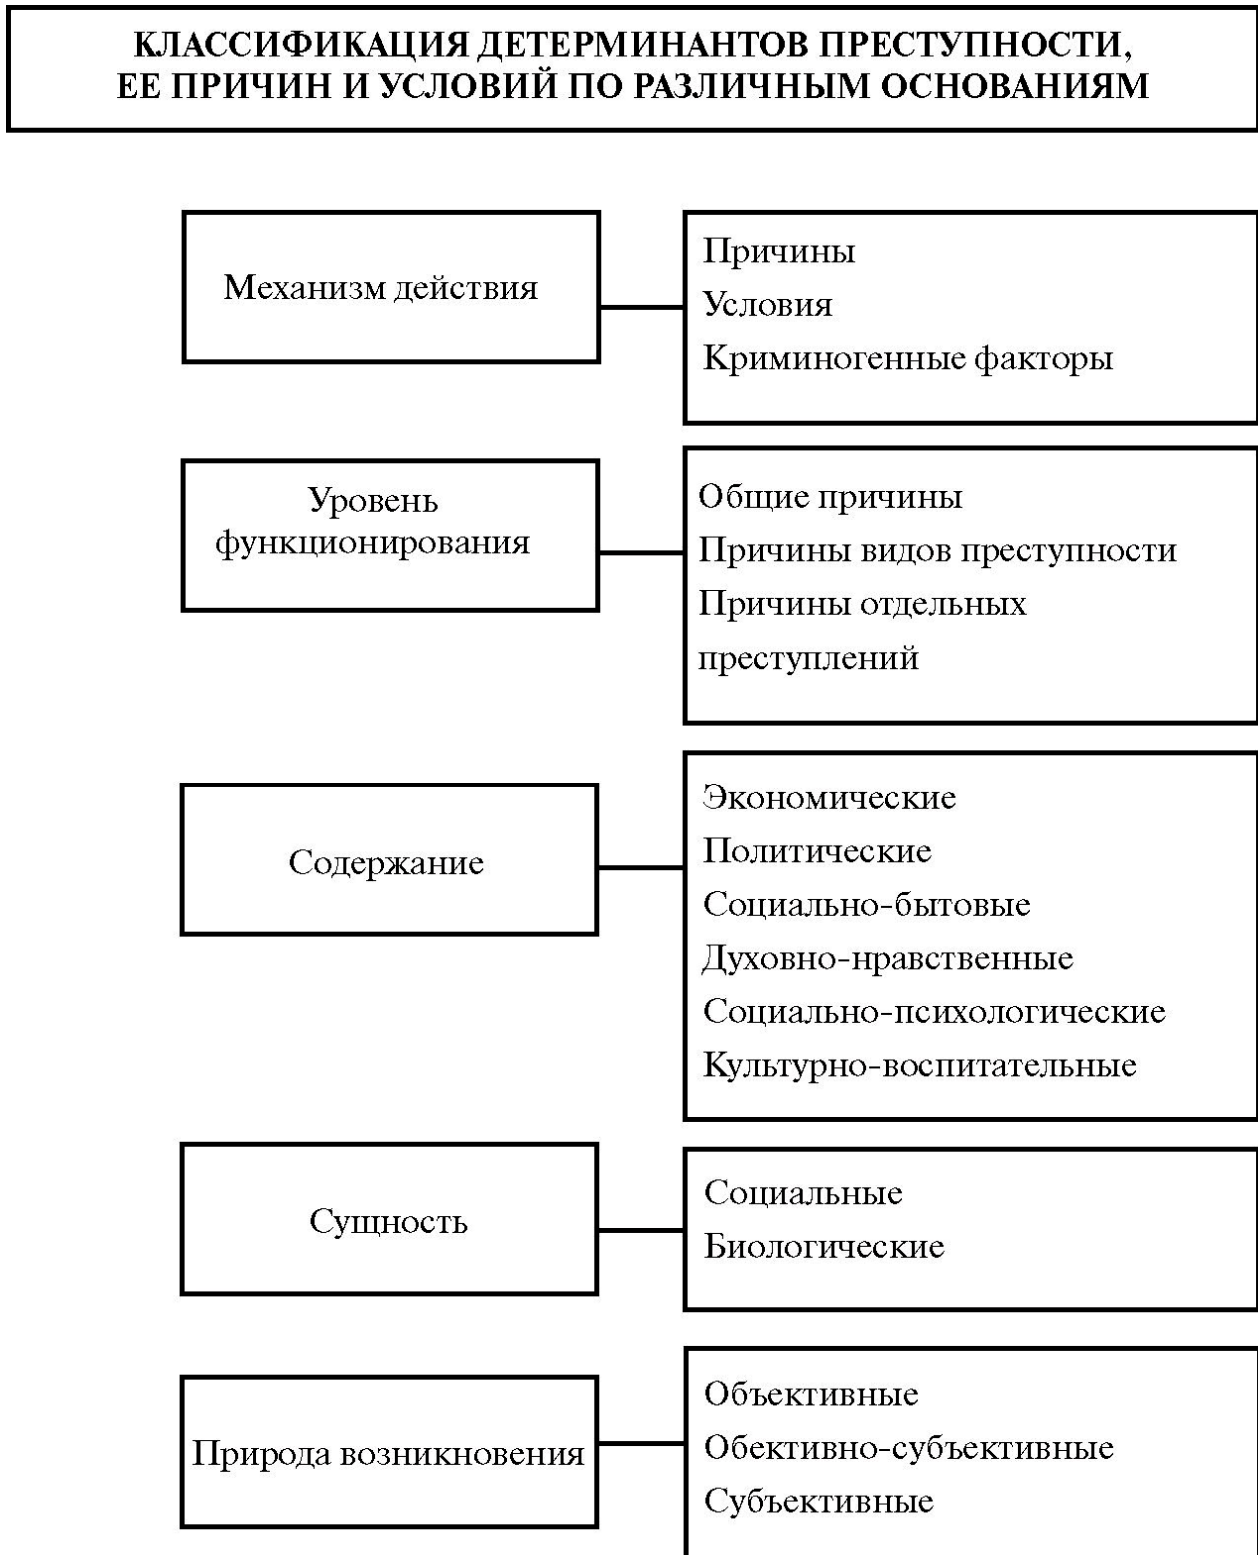 КЛАССИФИКАЦИЯ ДЕТЕРМИНАНТОВ ПРЕСТУПНОСТИ,
ЕЕ ПРИЧИН И УСЛОВИЙ ПО РАЗЛИЧНЫМ ОСНОВАНИЯМ
Механизм действия
Причины
Условия
Криминогенные факторы
Уровень
функционирования
Общие причины
Причины видов преступности
Причины отдельных
преступлений
Содержание
Экономические
Политические
Социально-бытовые
Духовно-нравственные
Социально-психологические
Культурно-воспитательные
Сущность
Социальные
Биологические
Природа возникновения
Объективные
Обективно-субъективные
Субъективные